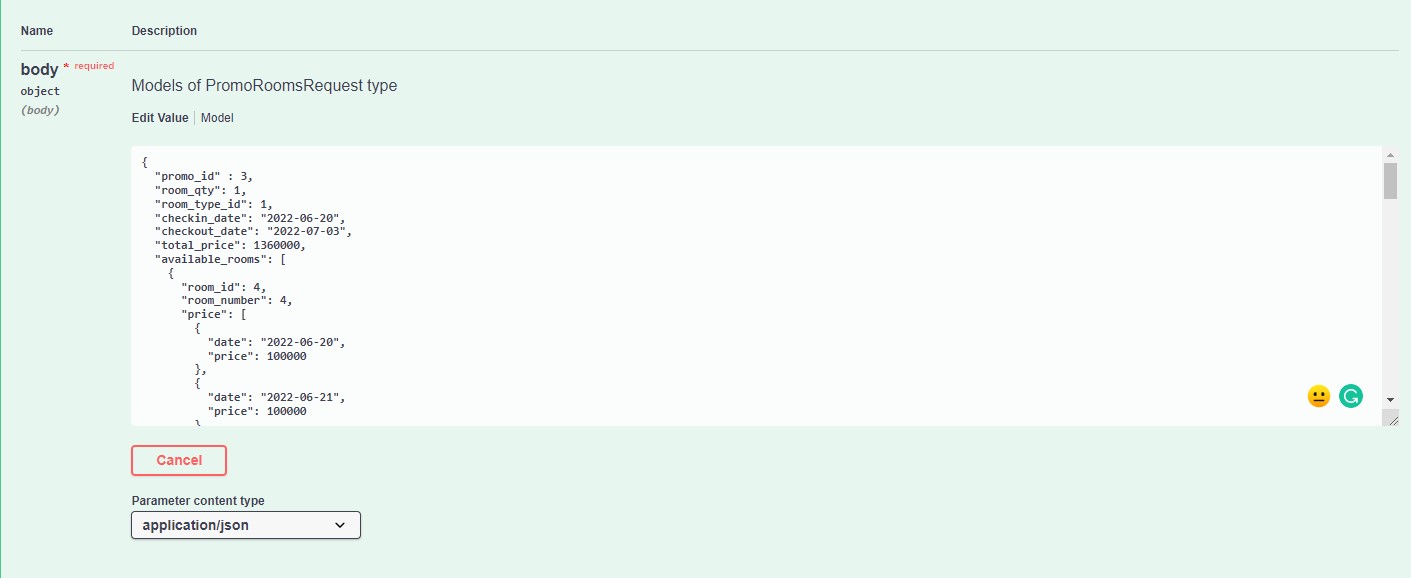 Name Description
body * required
object
(body)
Models of PromoRoomsRequest type
Edit Value Model
{
  "promo_id" : 3,
  "room_qty": 1,
  "room_type_id": 1,
  "checkin_date": "2022-06-20",
  "checkout_date": "2022-07-03",
  "total_price": 1360000,
  "available_rooms": [
    {
      "room_id": 4,
      "room_number": 4,
      "price": [
        {
          "date": "2022-06-20",
          "price": 100000
        },
        {
          "date": "2022-06-21",
          "price": 100000
        }
Cancel
Parameter content type
application/json